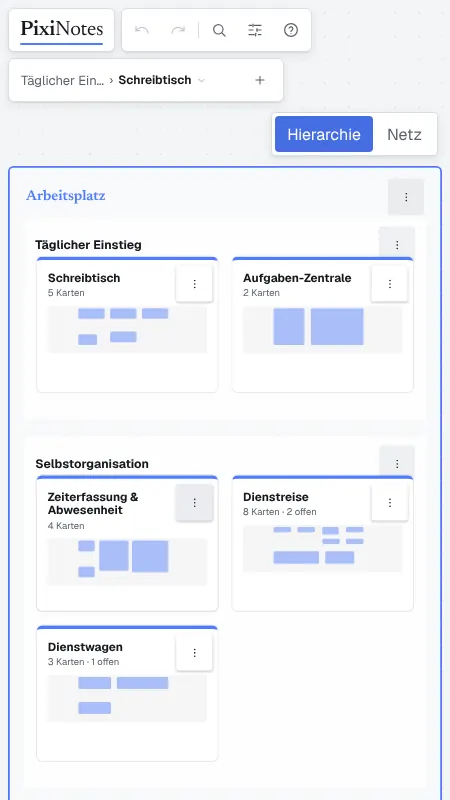 PixiNotes
Täglicher Ein... › Schreibtisch
Hierarchie
Netz
Arbeitsplatz
Täglicher Einstieg
Schreibtisch
5 Karten
Aufgaben-Zentrale
2 Karten
Selbstorganisation
Zeiterfassung &
Abwesenheit
4 Karten
Dienstreise
8 Karten · 2 offen
Dienstwagen
3 Karten · 1 offen